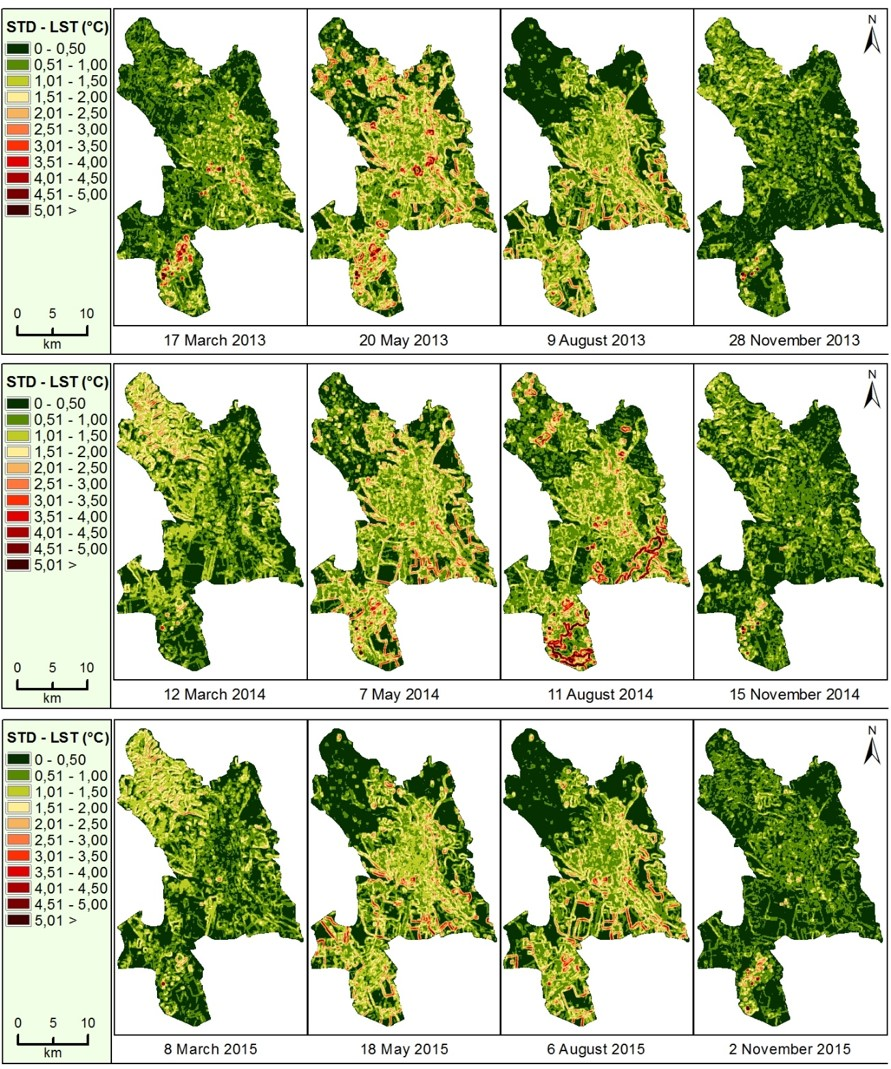 STD - LST (°C)
0 - 0,50
0,51 - 1,00
1,01 - 1,50
1,51 - 2,00
2,01 - 2,50
2,51 - 3,00
3,01 - 3,50
3,51 - 4,00
4,01 - 4,50
4,51 - 5,00
5,01 >
0 5 10
km
N
17 March 2013
20 May 2013
9 August 2013
28 November 2013
STD - LST (°C)
0 - 0,50
0,51 - 1,00
1,01 - 1,50
1,51 - 2,00
2,01 - 2,50
2,51 - 3,00
3,01 - 3,50
3,51 - 4,00
4,01 - 4,50
4,51 - 5,00
5,01 >
0 5 10
km
N
12 March 2014
7 May 2014
11 August 2014
15 November 2014
STD - LST (°C)
0 - 0,50
0,51 - 1,00
1,01 - 1,50
1,51 - 2,00
2,01 - 2,50
2,51 - 3,00
3,01 - 3,50
3,51 - 4,00
4,01 - 4,50
4,51 - 5,00
5,01 >
0 5 10
km
N
8 March 2015
18 May 2015
6 August 2015
2 November 2015